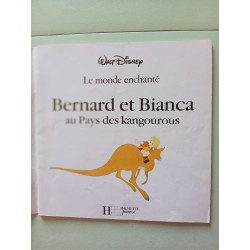 Walt Disney
Le monde enchanté
Bernard et Bianca
au Pays des kangourous
H HACHETTE
Jeunesse